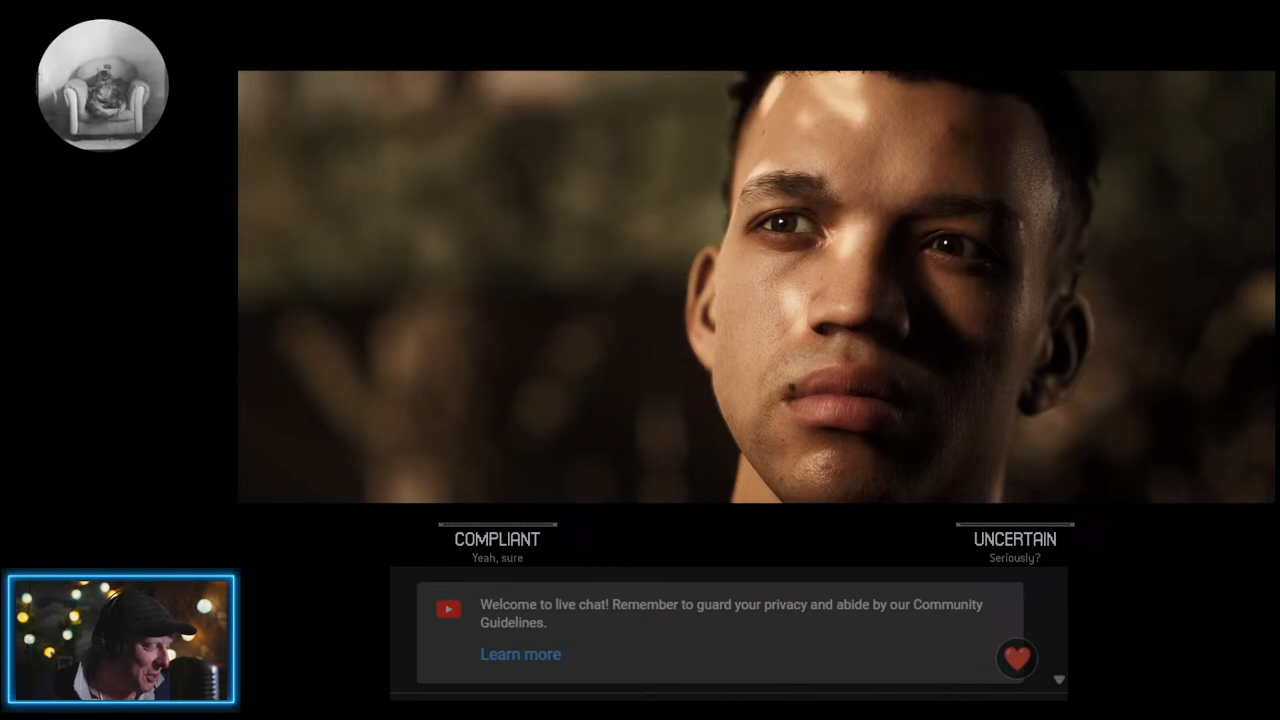 COMPLIANT
Yeah, sure
UNCERTAIN
Seriously?
Welcome to live chat! Remember to guard your privacy and abide by our Community
Guidelines.
Learn more